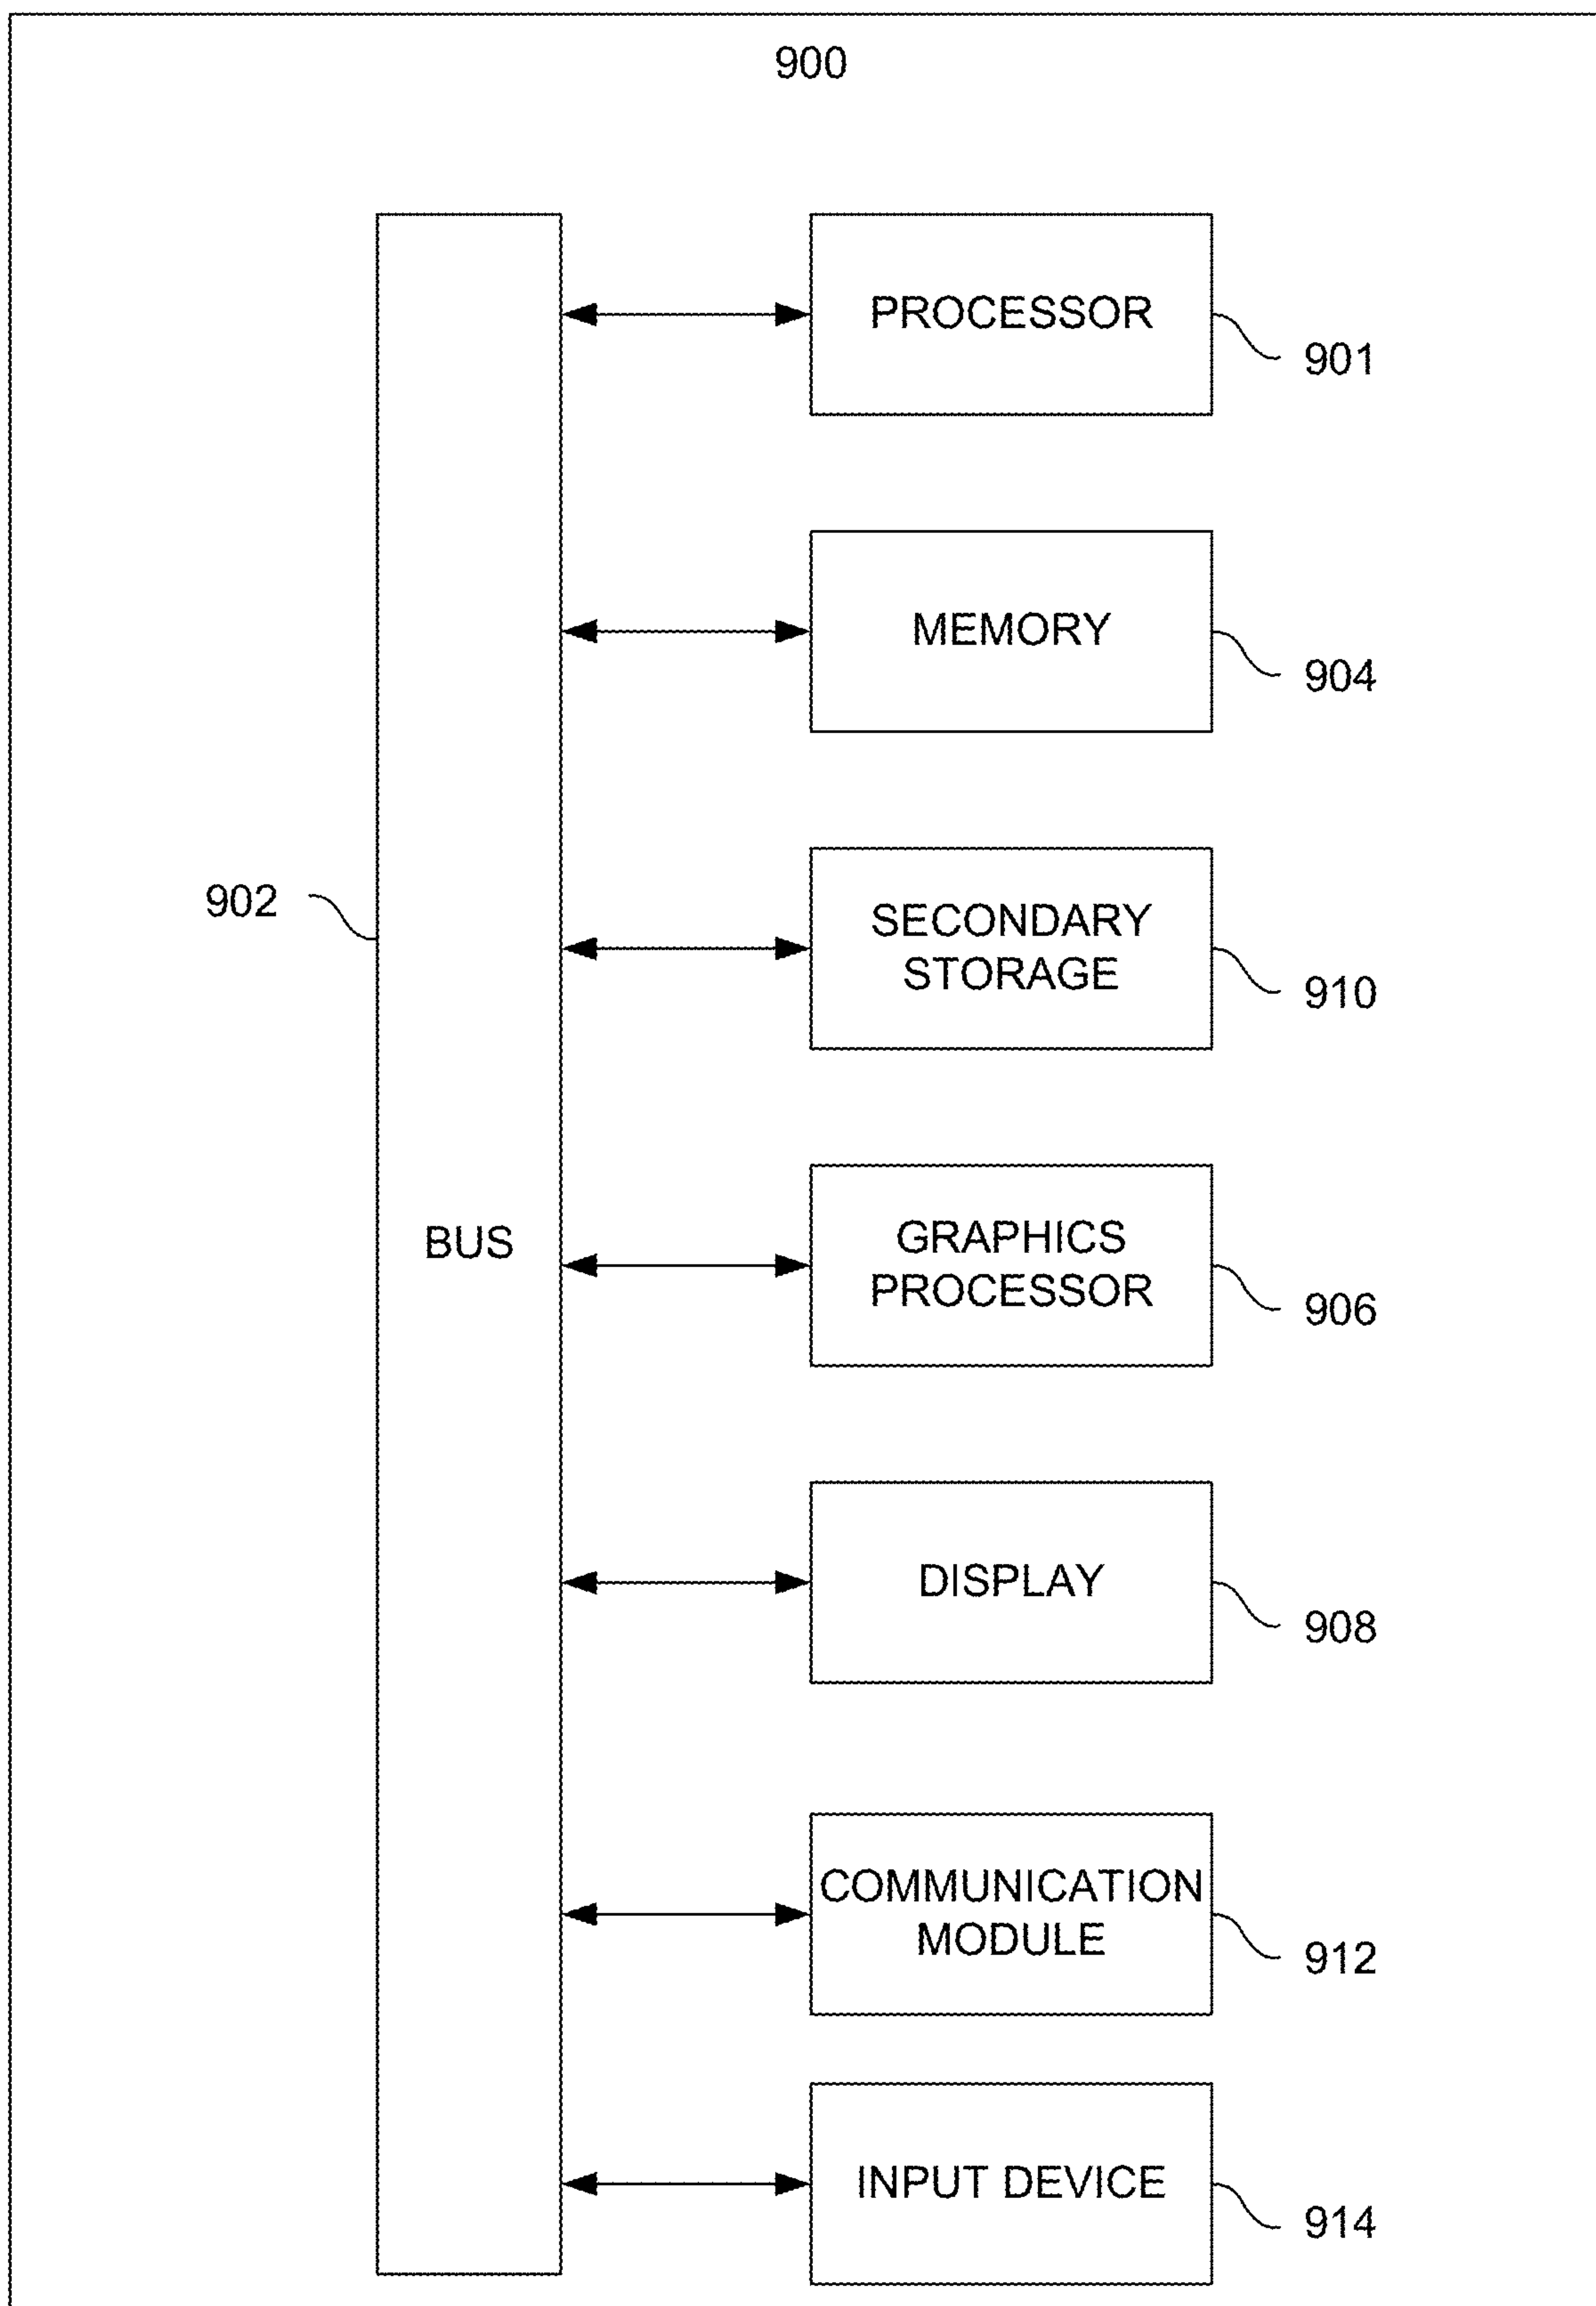 900
PROCESSOR
901
MEMORY
904
902
SECONDARY
STORAGE
910
BUS
GRAPHICS
PROCESSOR
906
DISPLAY
908
COMMUNICATION
MODULE
912
INPUT DEVICE
914